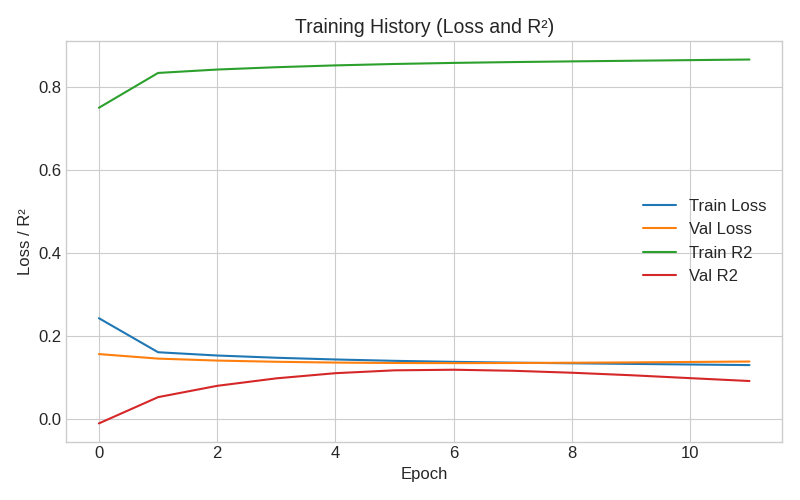 Training History (Loss and R²)
Loss / R²
0.8
0.6
0.4
0.2
0.0
Train Loss
Val Loss
Train R2
Val R2
0 2 4 6 8 10
Epoch